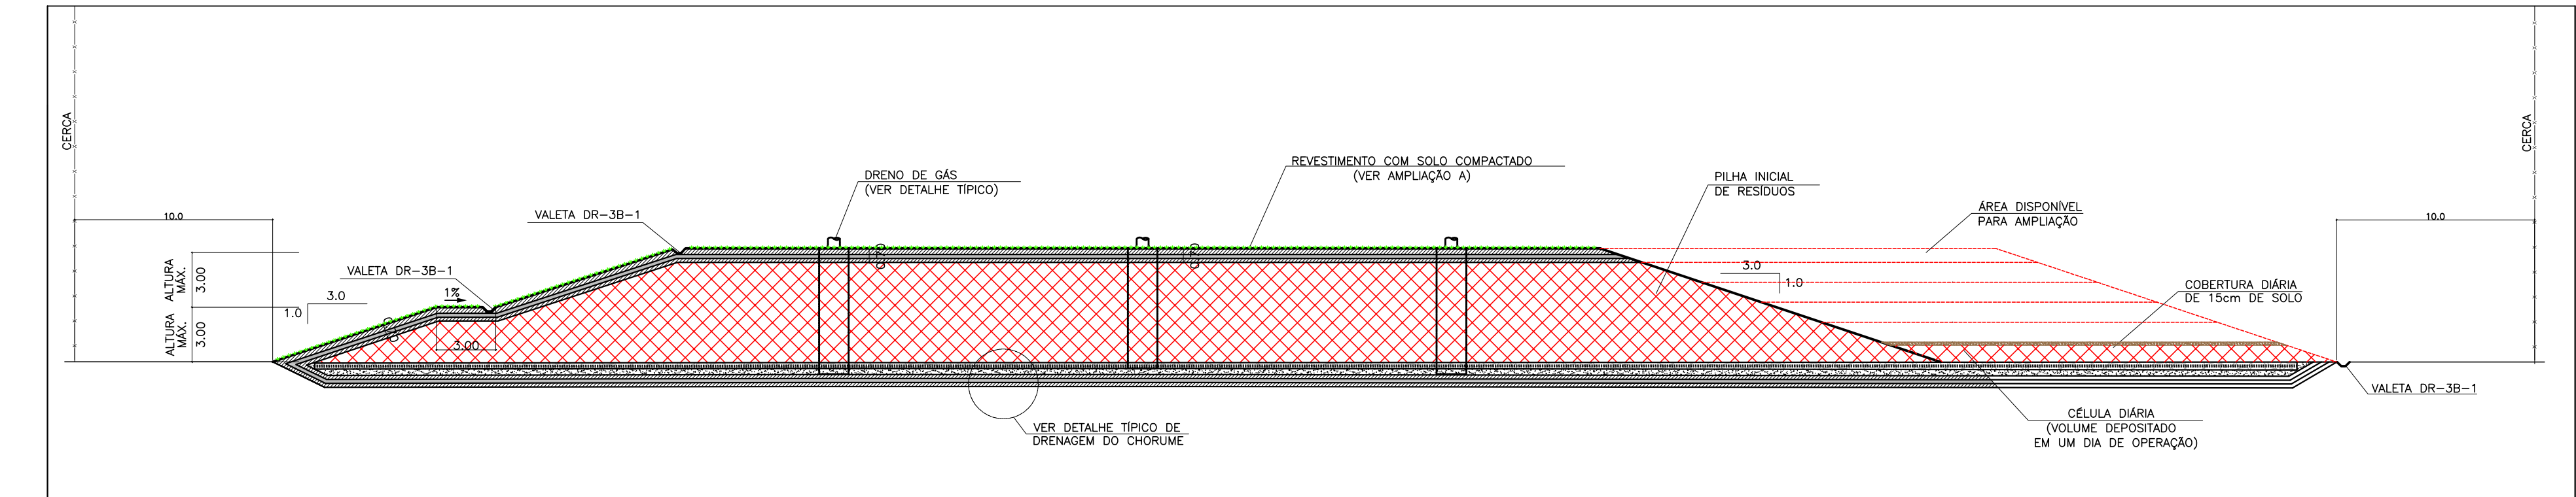 CERCA
10.0
ALTURA
MÁX.
3.00
ALTURA
MÁX.
3.00
3.0
1.0
VALETA DR-3B-1
1%
3.00
VALETA DR-3B-1
DRENO DE GÁS
(VER DETALHE TÍPICO)
0.70
0.70
REVESTIMENTO COM SOLO COMPACTADO
(VER AMPLIAÇÃO A)
PILHA INICIAL
DE RESÍDUOS
3.0
1.0
ÁREA DISPONÍVEL
PARA AMPLIAÇÃO
COBERTURA DIÁRIA
DE 15cm DE SOLO
10.0
CERCA
VALETA DR-3B-1
CÉLULA DIÁRIA
(VOLUME DEPOSITADO
EM UM DIA DE OPERAÇÃO)
VER DETALHE TÍPICO DE
DRENAGEM DO CHORUME